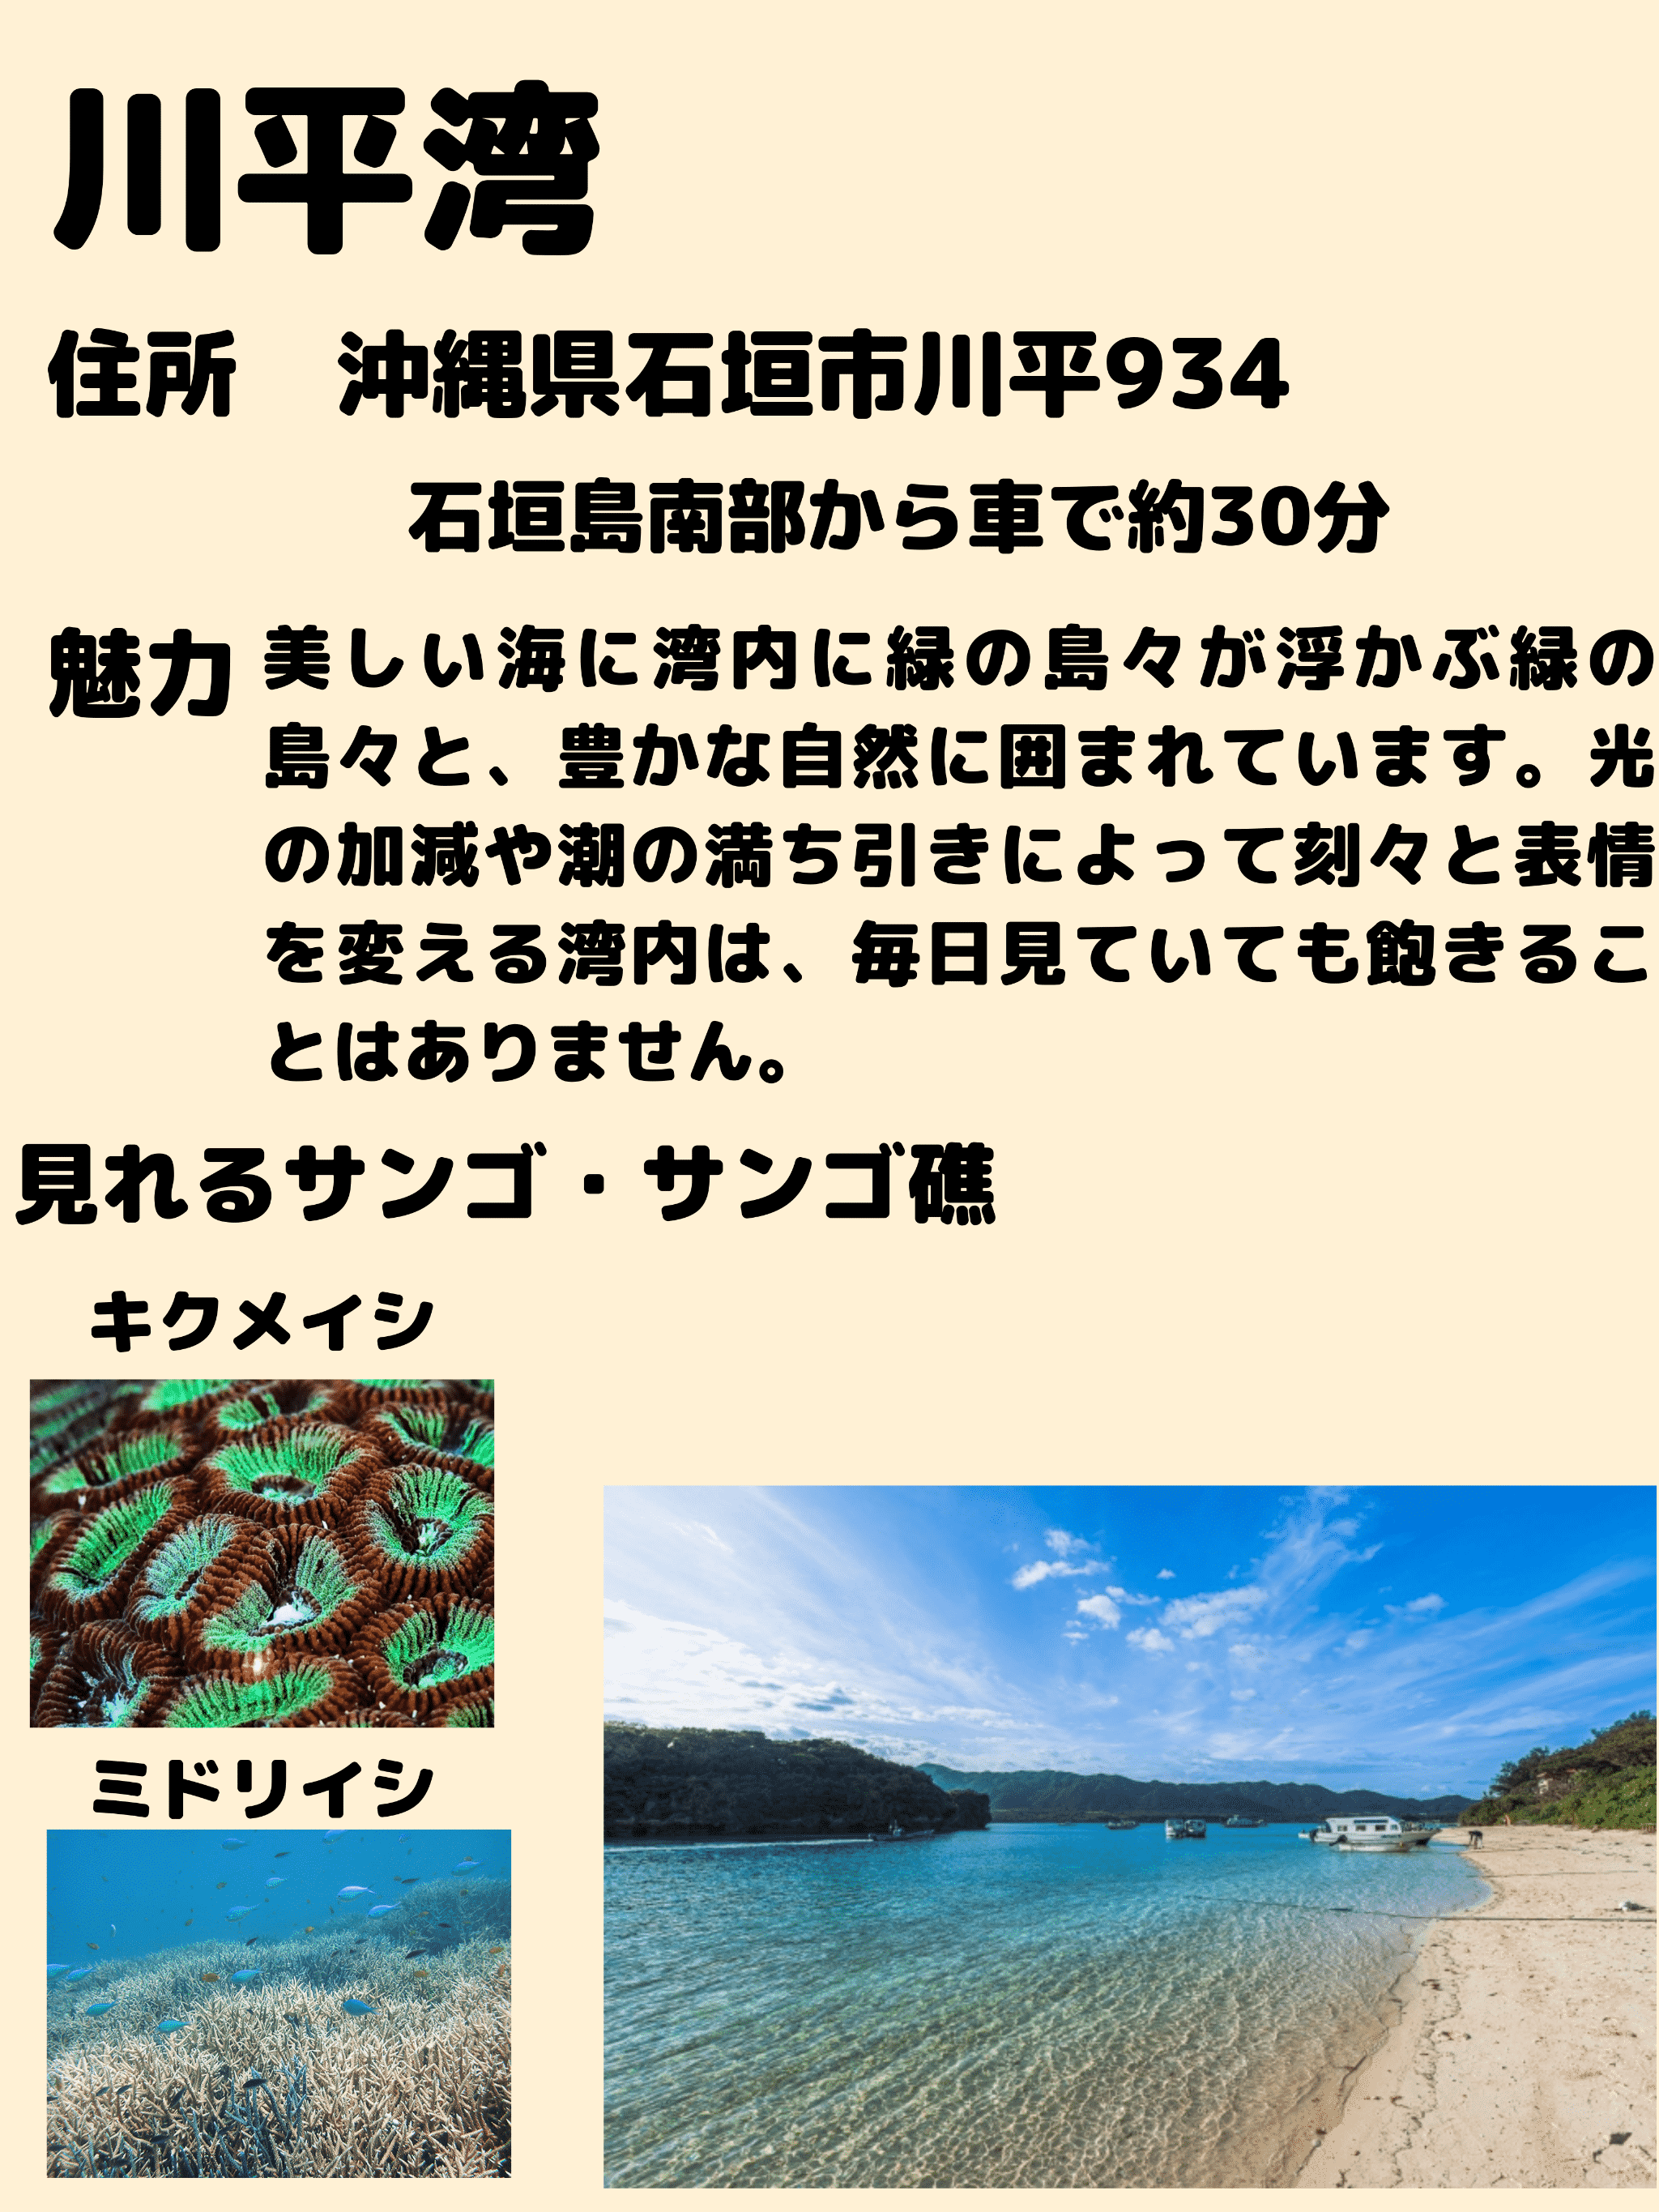 川平湾
住所　沖縄県石垣市川平934
石垣島南部から車で約30分
魅力
美しい海に湾内に緑の島々が浮かぶ緑の
島々と、豊かな自然に囲まれています。光
の加減や潮の満ち引きによって刻々と表情
を変える湾内は、毎日見ていても飽きるこ
とはありません。
見れるサンゴ・サンゴ礁
キクメイシ
ミドリイシ